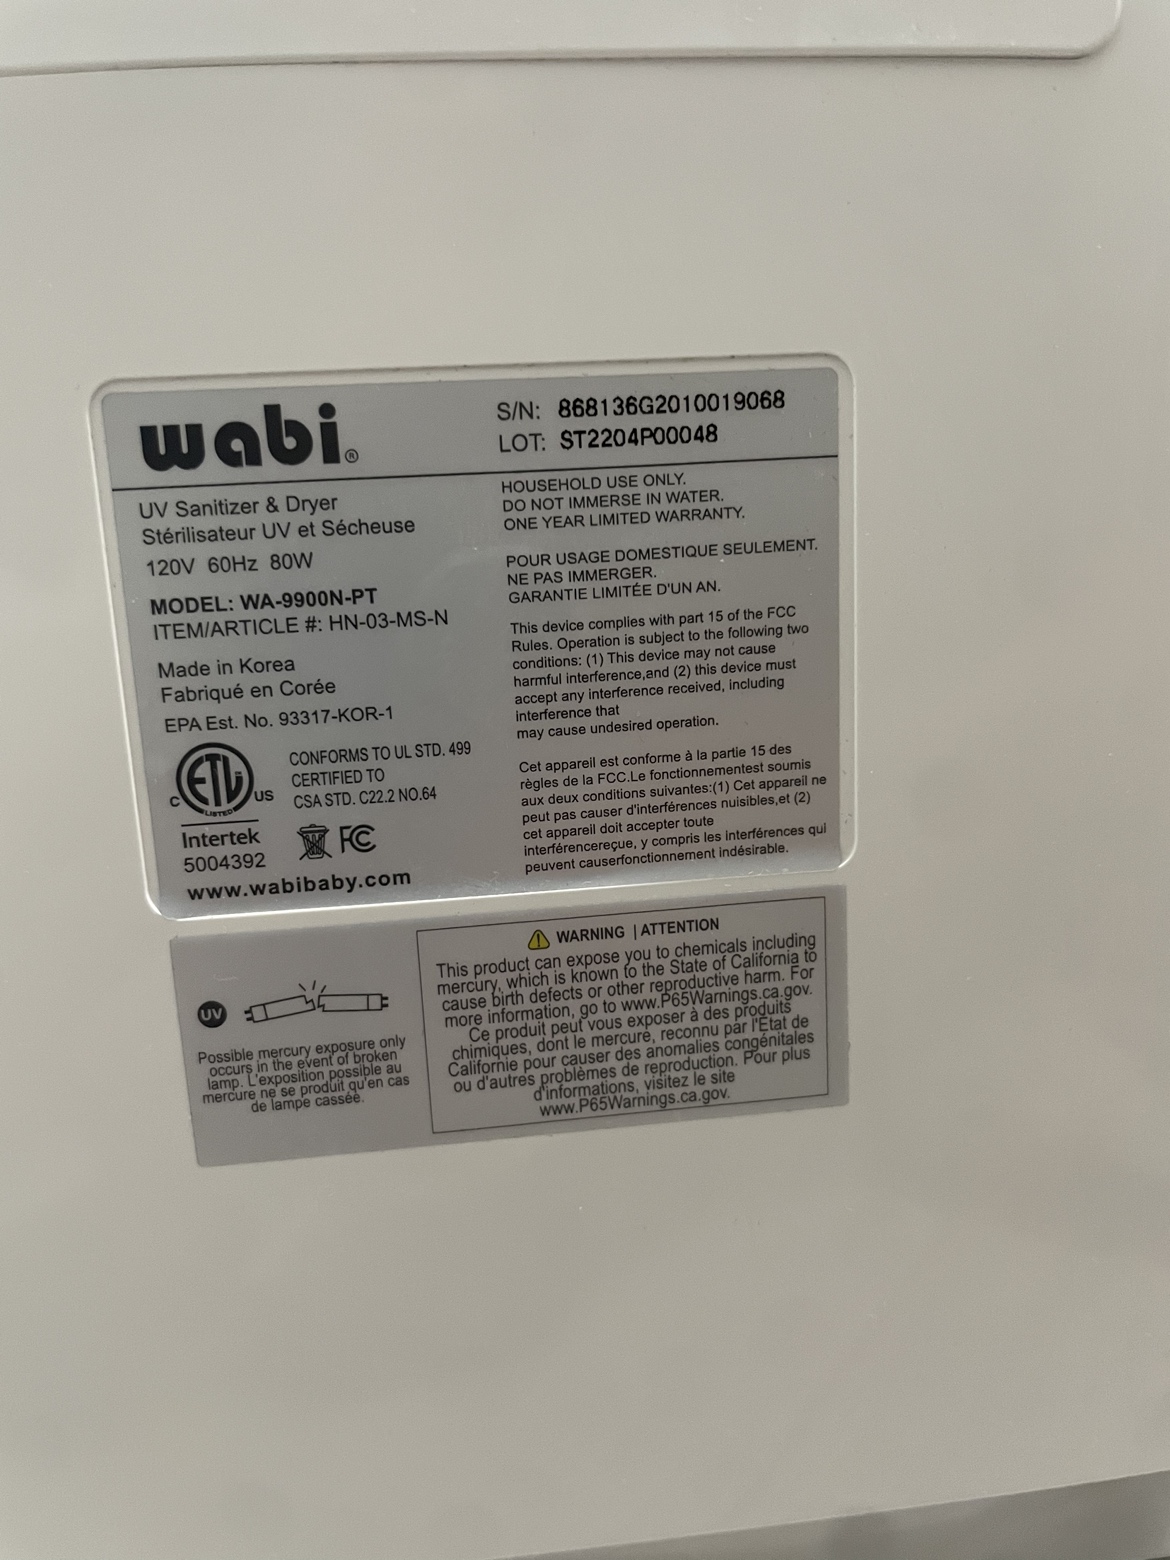 wabi®
S/N: 868136G2010019068
LOT: ST2204P00048
UV Sanitizer & Dryer
Stérilisateur UV et Sécheuse
120V 60Hz 80W
MODEL: WA-9900N-PT
ITEM/ARTICLE #: HN-03-MS-N
Made in Korea
Fabriqué en Corée
EPA Est. No. 93317-KOR-1
C ETL US
LISTED
Intertek
5004392
CONFORMS TO UL STD. 499
CERTIFIED TO
CSA STD. C22.2 NO.64
FC
www.wabibaby.com
HOUSEHOLD USE ONLY.
DO NOT IMMERSE IN WATER.
ONE YEAR LIMITED WARRANTY.
POUR USAGE DOMESTIQUE SEULEMENT.
NE PAS IMMERGER.
GARANTIE LIMITÉE D'UN AN.
This device complies with part 15 of the FCC
Rules. Operation is subject to the following two
conditions: (1) This device may not cause
harmful interference,and (2) this device must
accept any interference received, including
interference that
may cause undesired operation.
Cet appareil est conforme à la partie 15 des
règles de la FCC.Le fonctionnementest soumis
aux deux conditions suivantes:(1) Cet appareil ne
peut pas causer d'interférences nuisibles,et (2)
cet appareil doit accepter toute
interférencereçue, y compris les interférences qui
peuvent causerfonctionnement indésirable.
UV
Possible mercury exposure only
occurs in the event of broken
lamp. L'exposition possible au
mercure ne se produit qu'en cas
de lampe cassée.
WARNING | ATTENTION
This product can expose you to chemicals including
mercury, which is known to the State of California to
cause birth defects or other reproductive harm. For
more information, go to www.P65Warnings.ca.gov.
Ce produit peut vous exposer à des produits
chimiques, dont le mercure, reconnu par l'État de
Californie pour causer des anomalies congénitales
ou d'autres problèmes de reproduction. Pour plus
d'informations, visitez le site
www.P65Warnings.ca.gov.